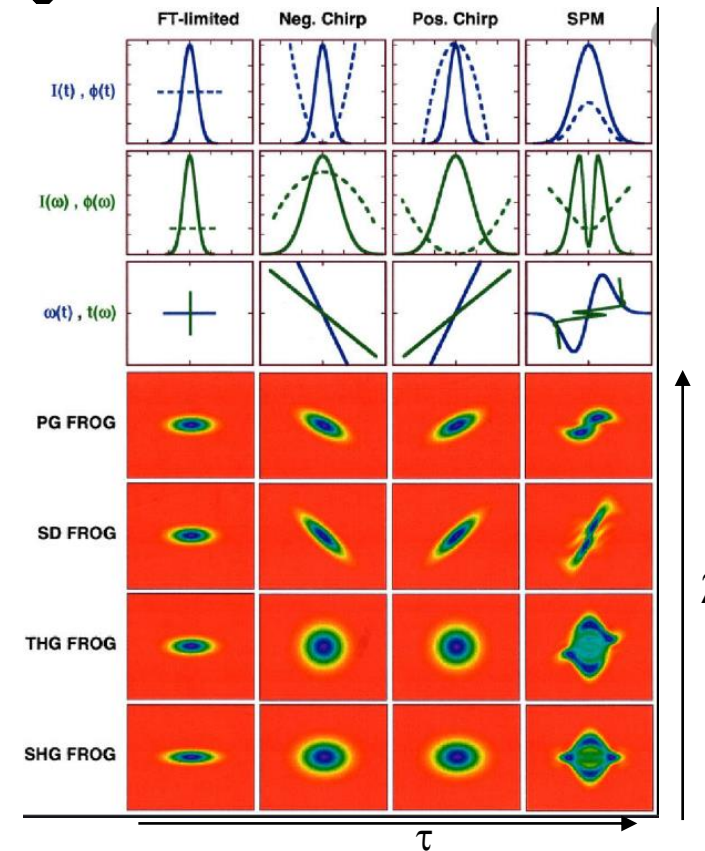 FT-limited Neg. Chirp Pos. Chirp SPM
I(t) , ϕ(t)
I(ω) , ϕ(ω)
ω(t) , t(ω)
PG FROG
SD FROG
THG FROG
SHG FROG
τ